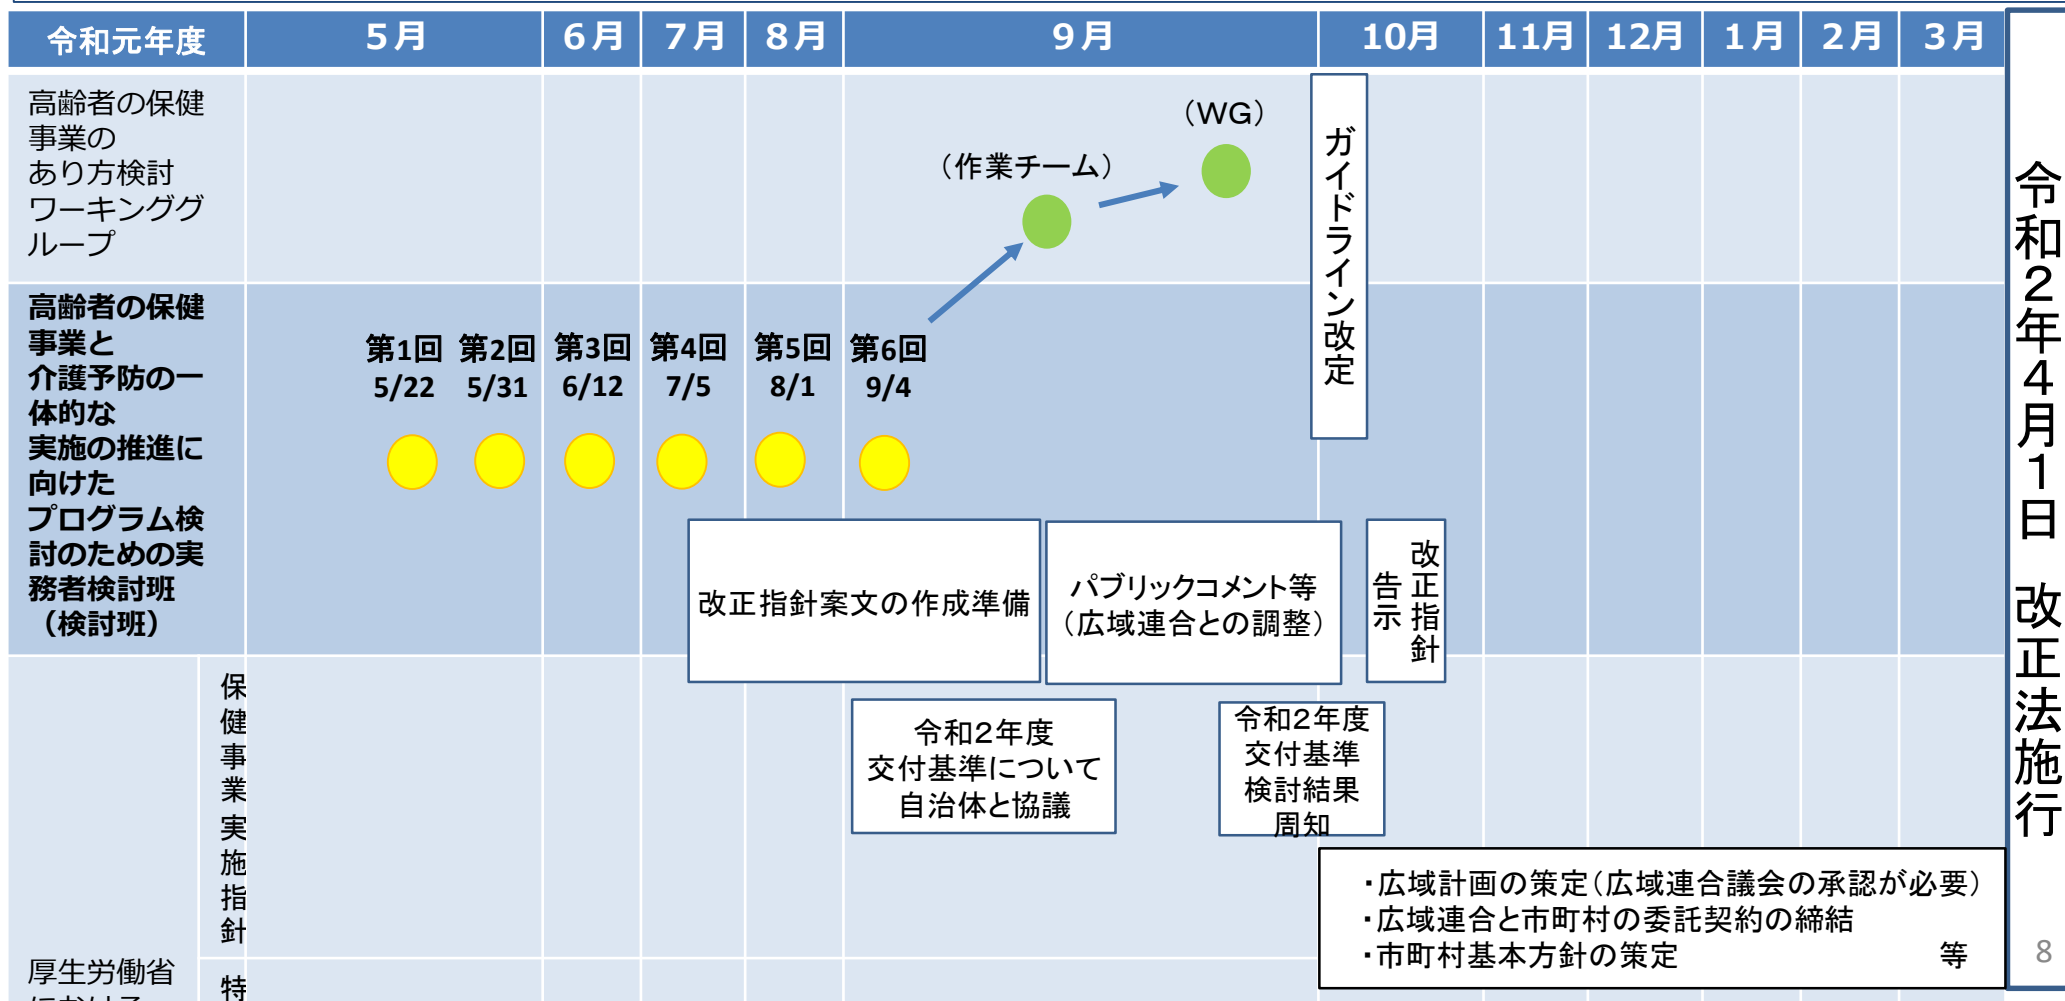 令和元年度
5月
6月
7月
8月
9月
10月
11月
12月
1月
2月
3月
高齢者の保健
事業の
あり方検討
ワーキンググ
ループ
（作業チーム）
（WG）
ガイドライン改定
高齢者の保健
事業と
介護予防の一
体的な
実施の推進に
向けた
プログラム検
討のための実
務者検討班
（検討班）
第1回
5/22
第2回
5/31
第3回
6/12
第4回
7/5
第5回
8/1
第6回
9/4
改正指針案文の作成準備
パブリックコメント等
（広域連合との調整）
改正指針
告示
厚生労働省
における
保健事業実施指針
特
令和2年度
交付基準について
自治体と協議
令和2年度
交付基準
検討結果
周知
・広域計画の策定（広域連合議会の承認が必要）
・広域連合と市町村の委託契約の締結
・市町村基本方針の策定　等
令和2年4月1日　改正法施行
8